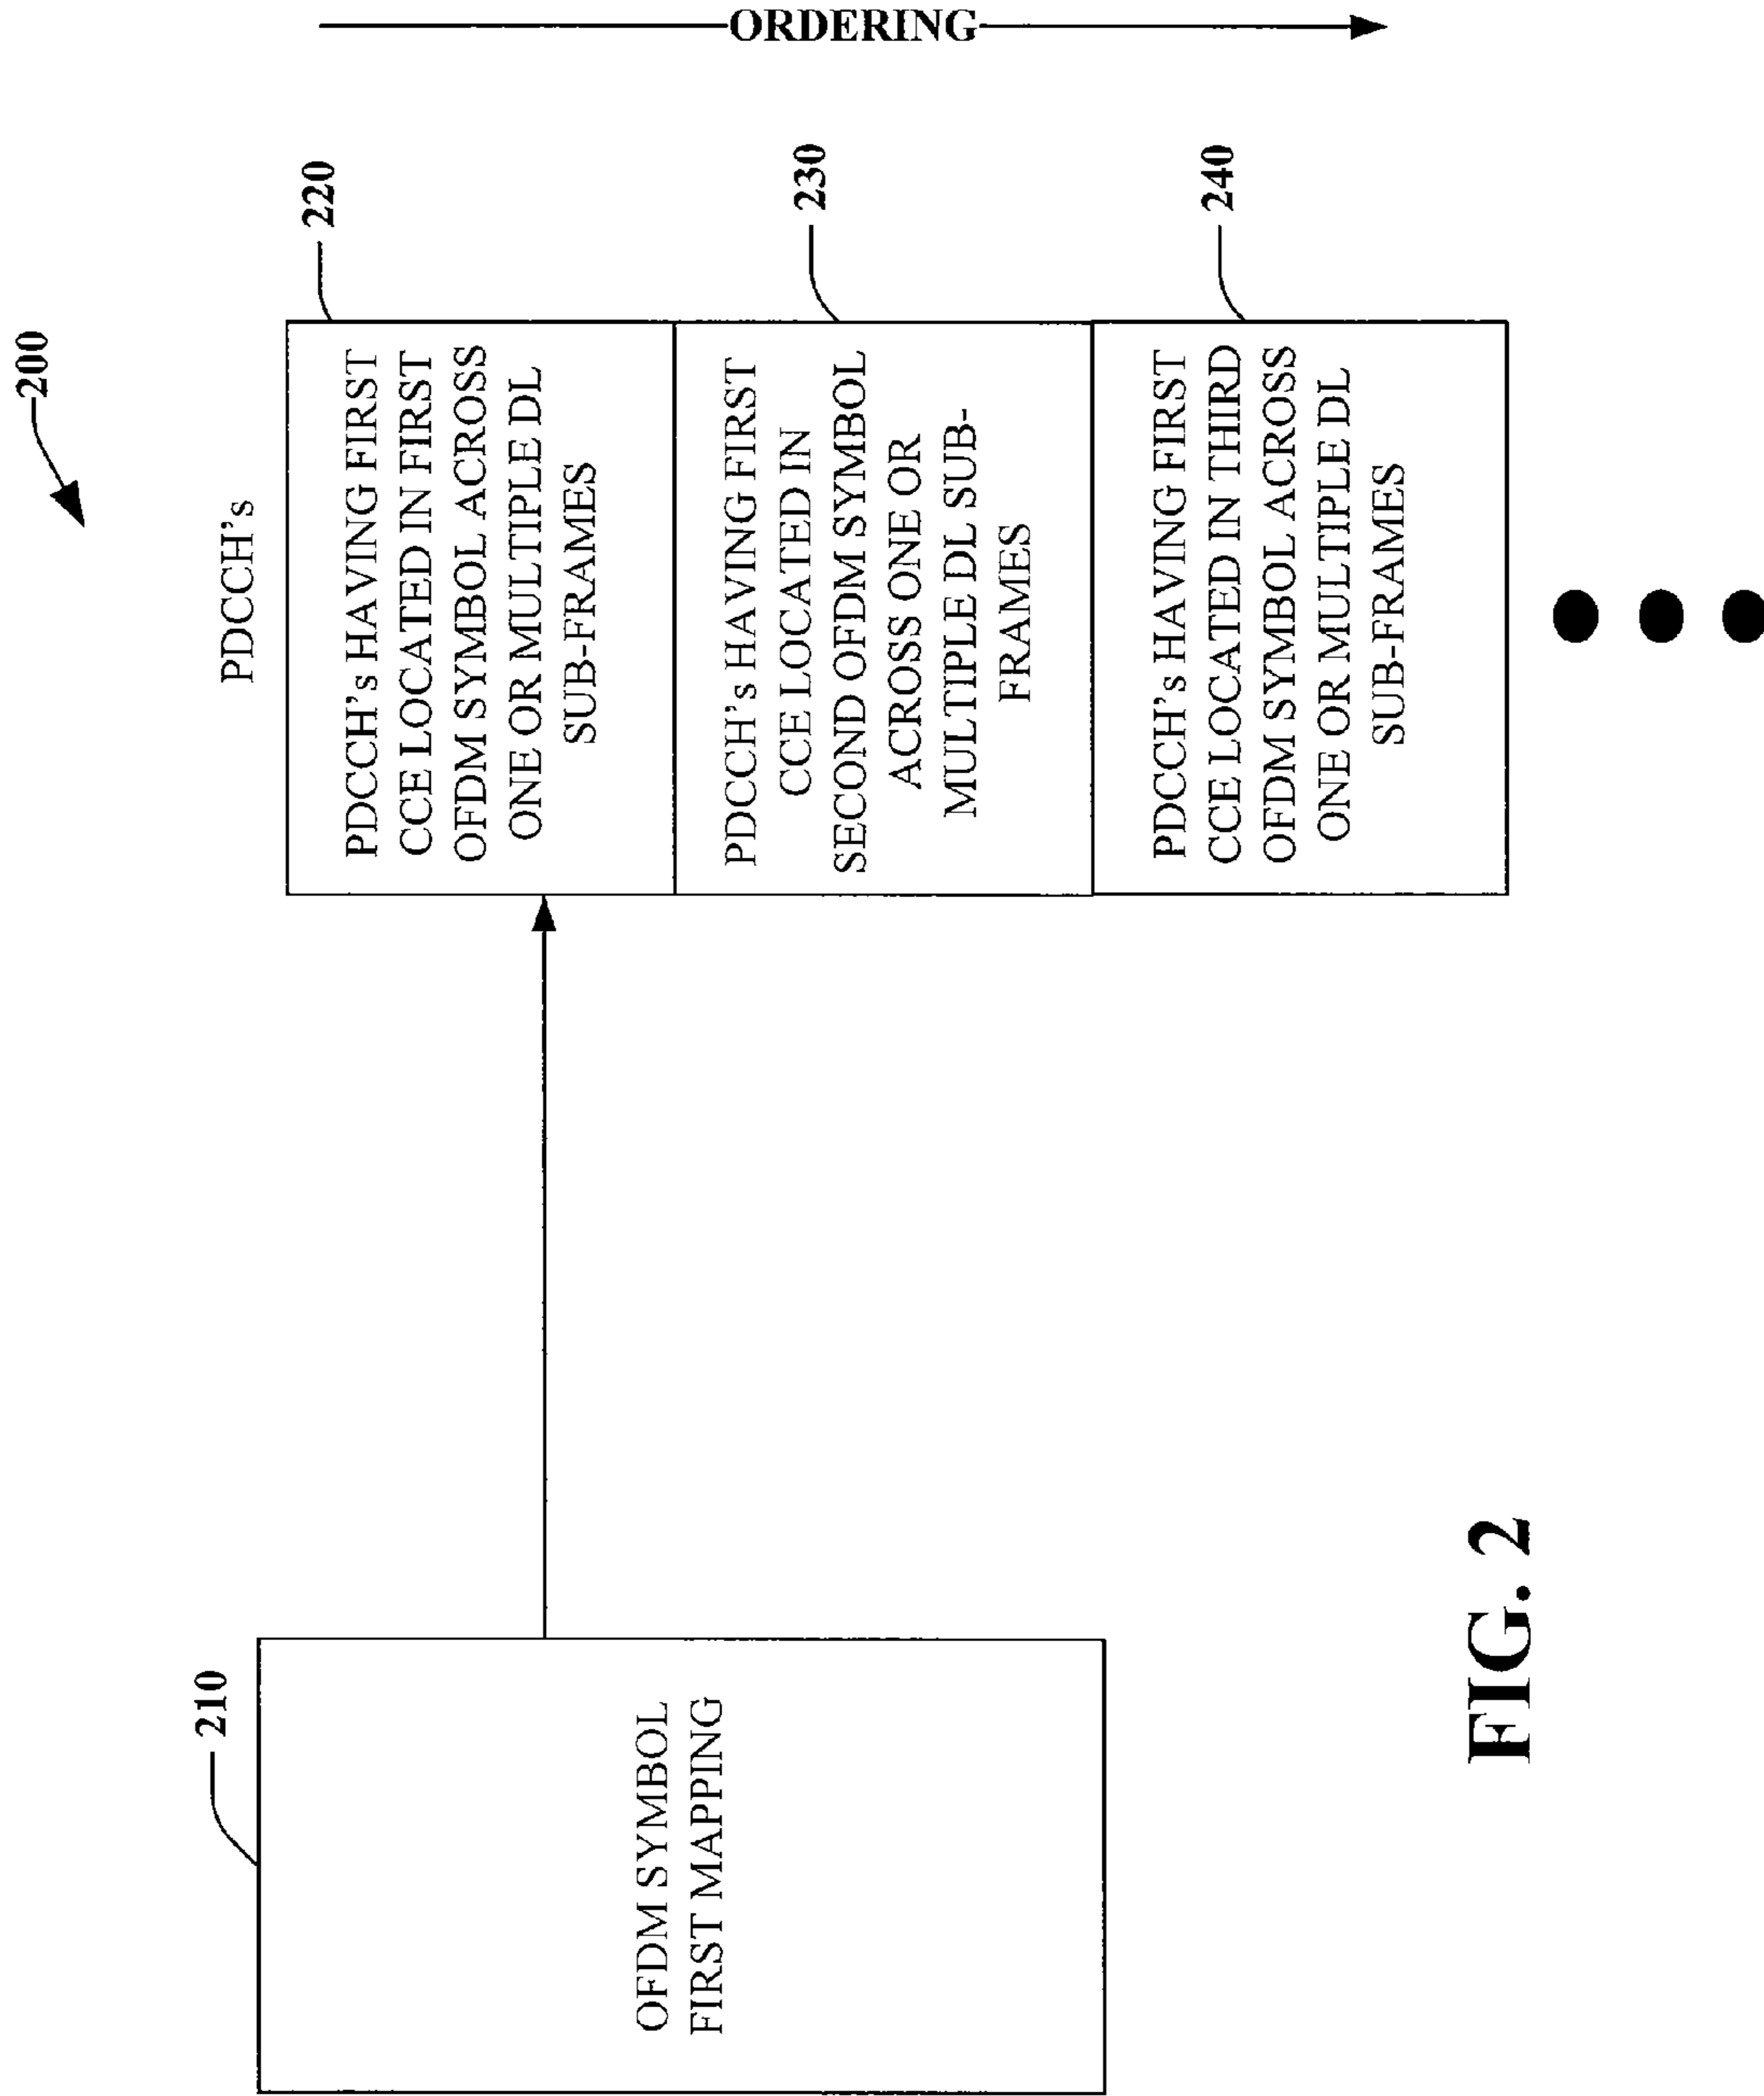 200
PDCCH's
210
OFDM SYMBOL
FIRST MAPPING
220
PDCCH's HAVING FIRST
CCE LOCATED IN FIRST
OFDM SYMBOL ACROSS
ONE OR MULTIPLE DL
SUB-FRAMES
230
PDCCH's HAVING FIRST
CCE LOCATED IN
SECOND OFDM SYMBOL
ACROSS ONE OR
MULTIPLE DL SUB-
FRAMES
240
PDCCH's HAVING FIRST
CCE LOCATED IN THIRD
OFDM SYMBOL ACROSS
ONE OR MULTIPLE DL
SUB-FRAMES
ORDERING
FIG. 2